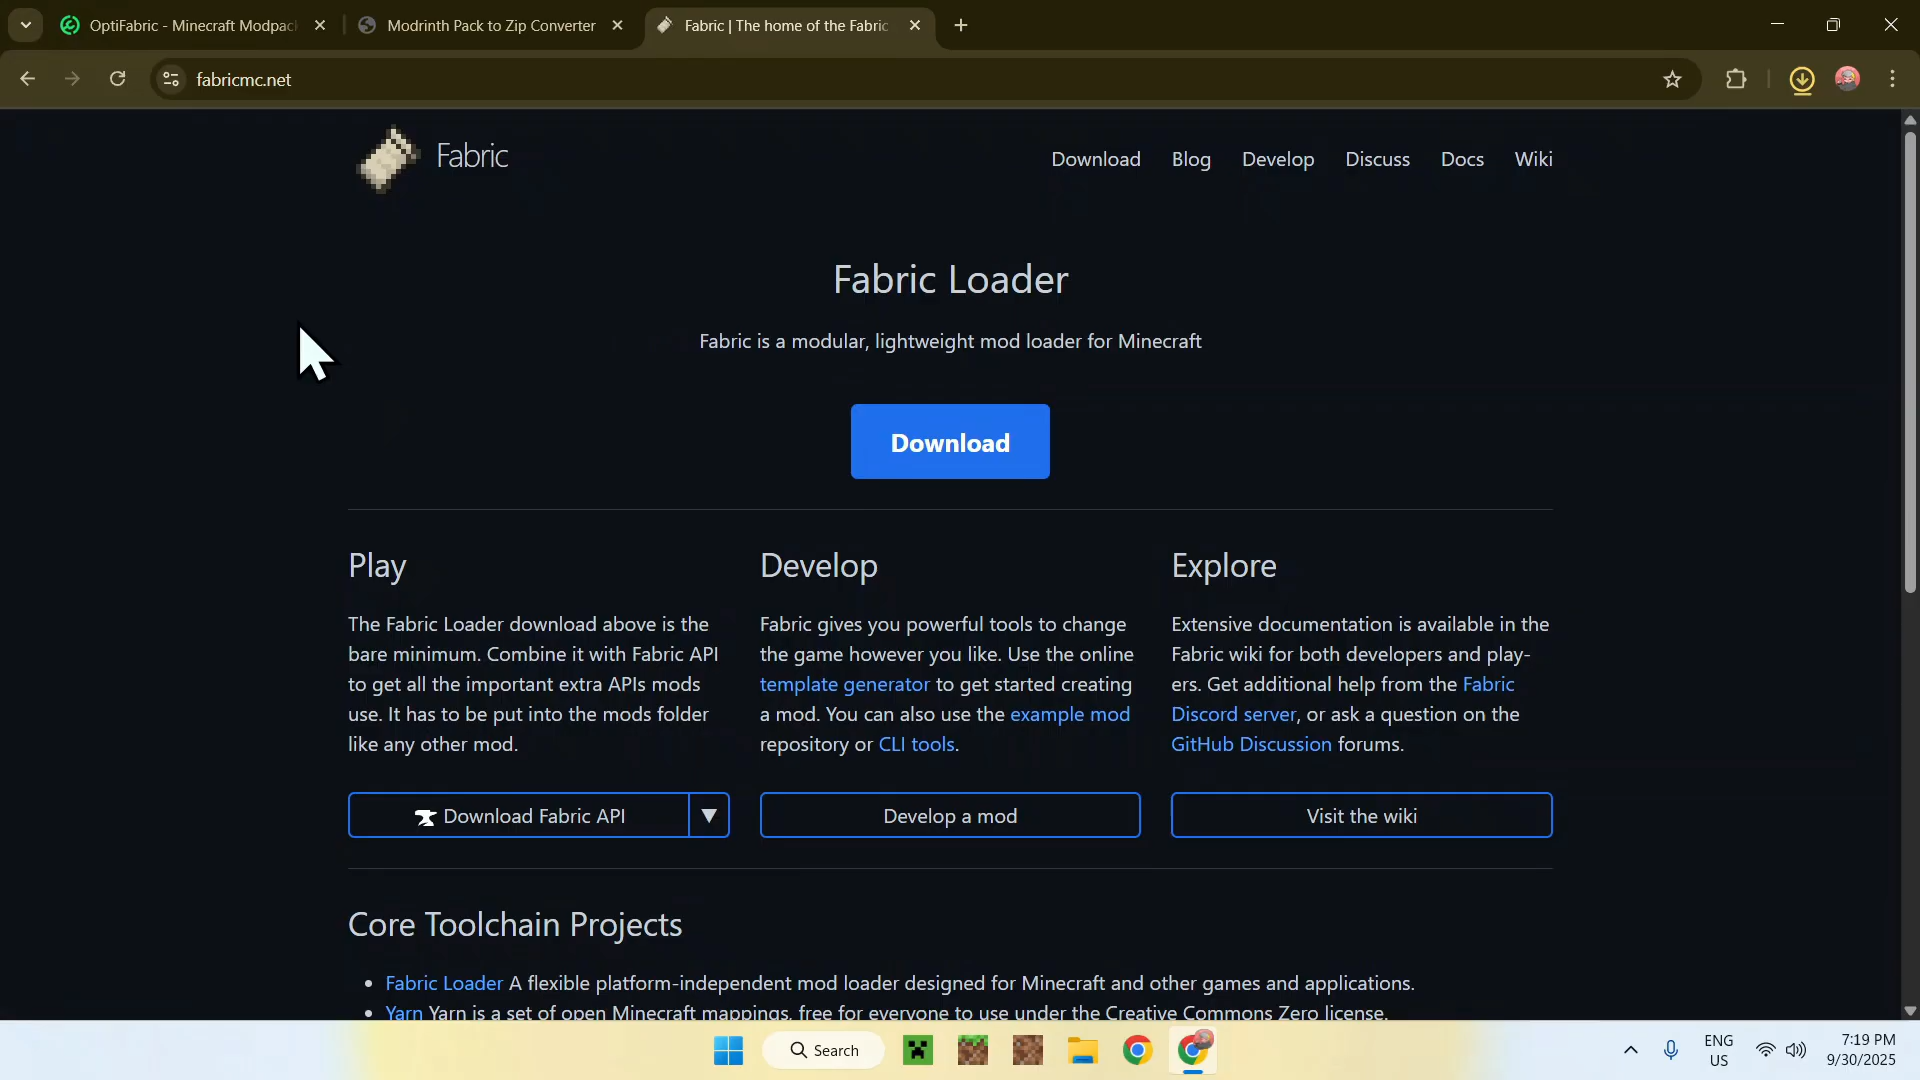 OptiFabric - Minecraft Modpac
Modrinth Pack to Zip Converter
Fabric | The home of the Fabric
fabricmc.net
Fabric
Download Blog Develop Discuss Docs Wiki
Fabric Loader
Fabric is a modular, lightweight mod loader for Minecraft
Download
Play
The Fabric Loader download above is the
bare minimum. Combine it with Fabric API
to get all the important extra APIs mods
use. It has to be put into the mods folder
like any other mod.
Download Fabric API
Develop
Fabric gives you powerful tools to change
the game however you like. Use the online
template generator to get started creating
a mod. You can also use the example mod
repository or CLI tools.
Develop a mod
Explore
Extensive documentation is available in the
Fabric wiki for both developers and play-
ers. Get additional help from the Fabric
Discord server, or ask a question on the
GitHub Discussion forums.
Visit the wiki
Core Toolchain Projects
Fabric Loader A flexible platform-independent mod loader designed for Minecraft and other games and applications.
Yarn Yarn is a set of open Minecraft mappings, free for everyone to use under the Creative Commons Zero license.
Search
ENG
US
7:19 PM
9/30/2025